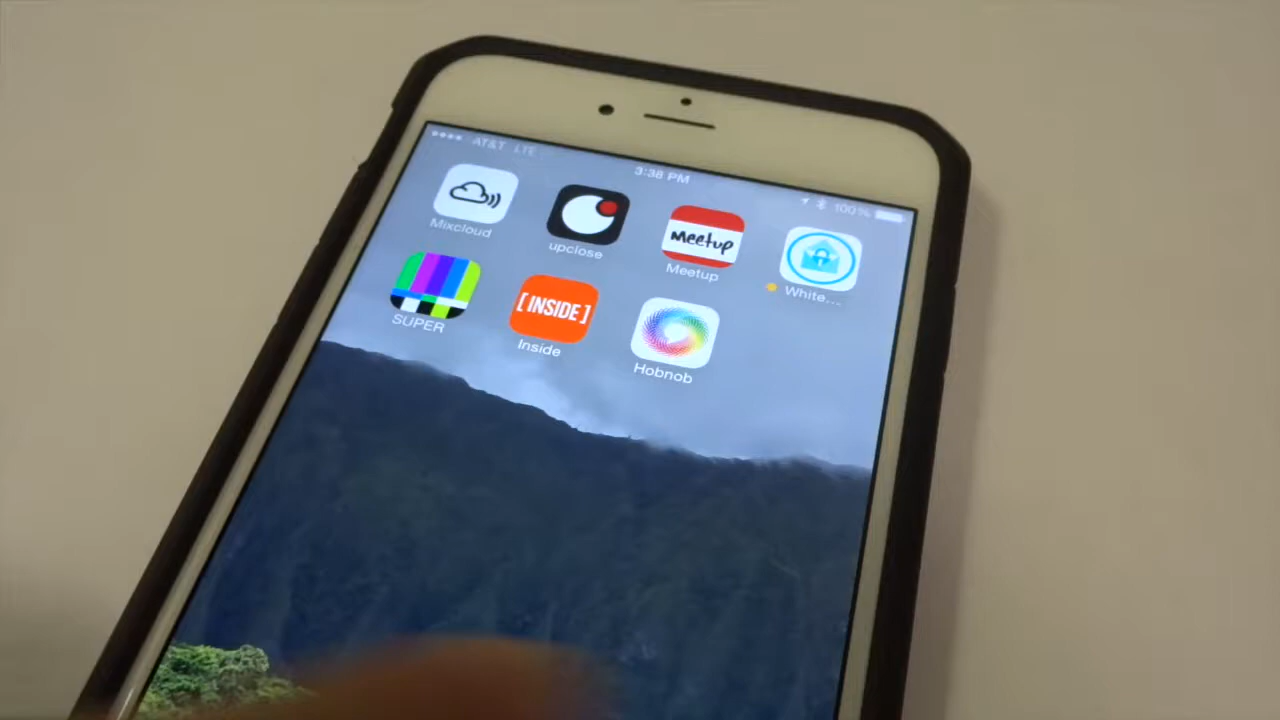 AT&T LTE
3:38 PM
100%
Mixcloud
upclose
Meetup
Meetup
White...
SUPER
[ INSIDE ]
Inside
Hobnob